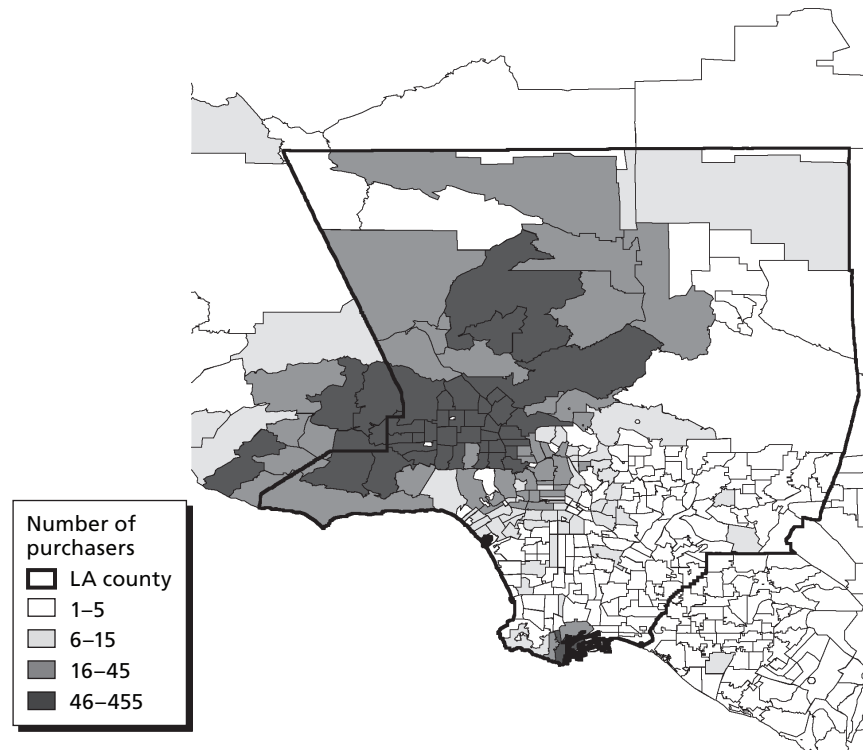 Number of
purchasers
LA county
1–5
6–15
16–45
46–455